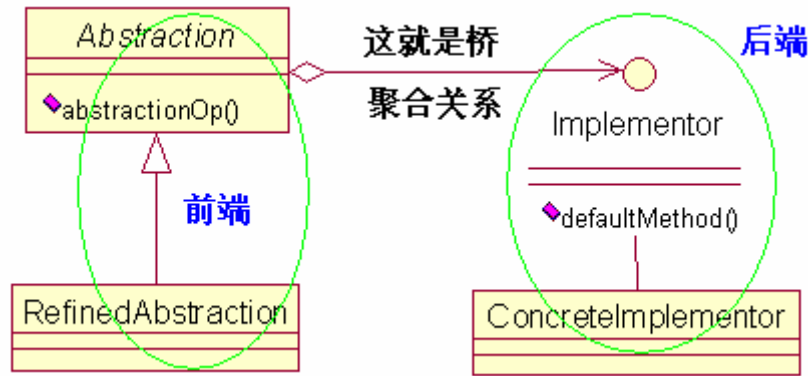 Abstraction
abstractionOp()
前端
RefinedAbstraction
这就是桥
聚合关系
后端
Implementor
defaultMethod()
ConcreteImplementor